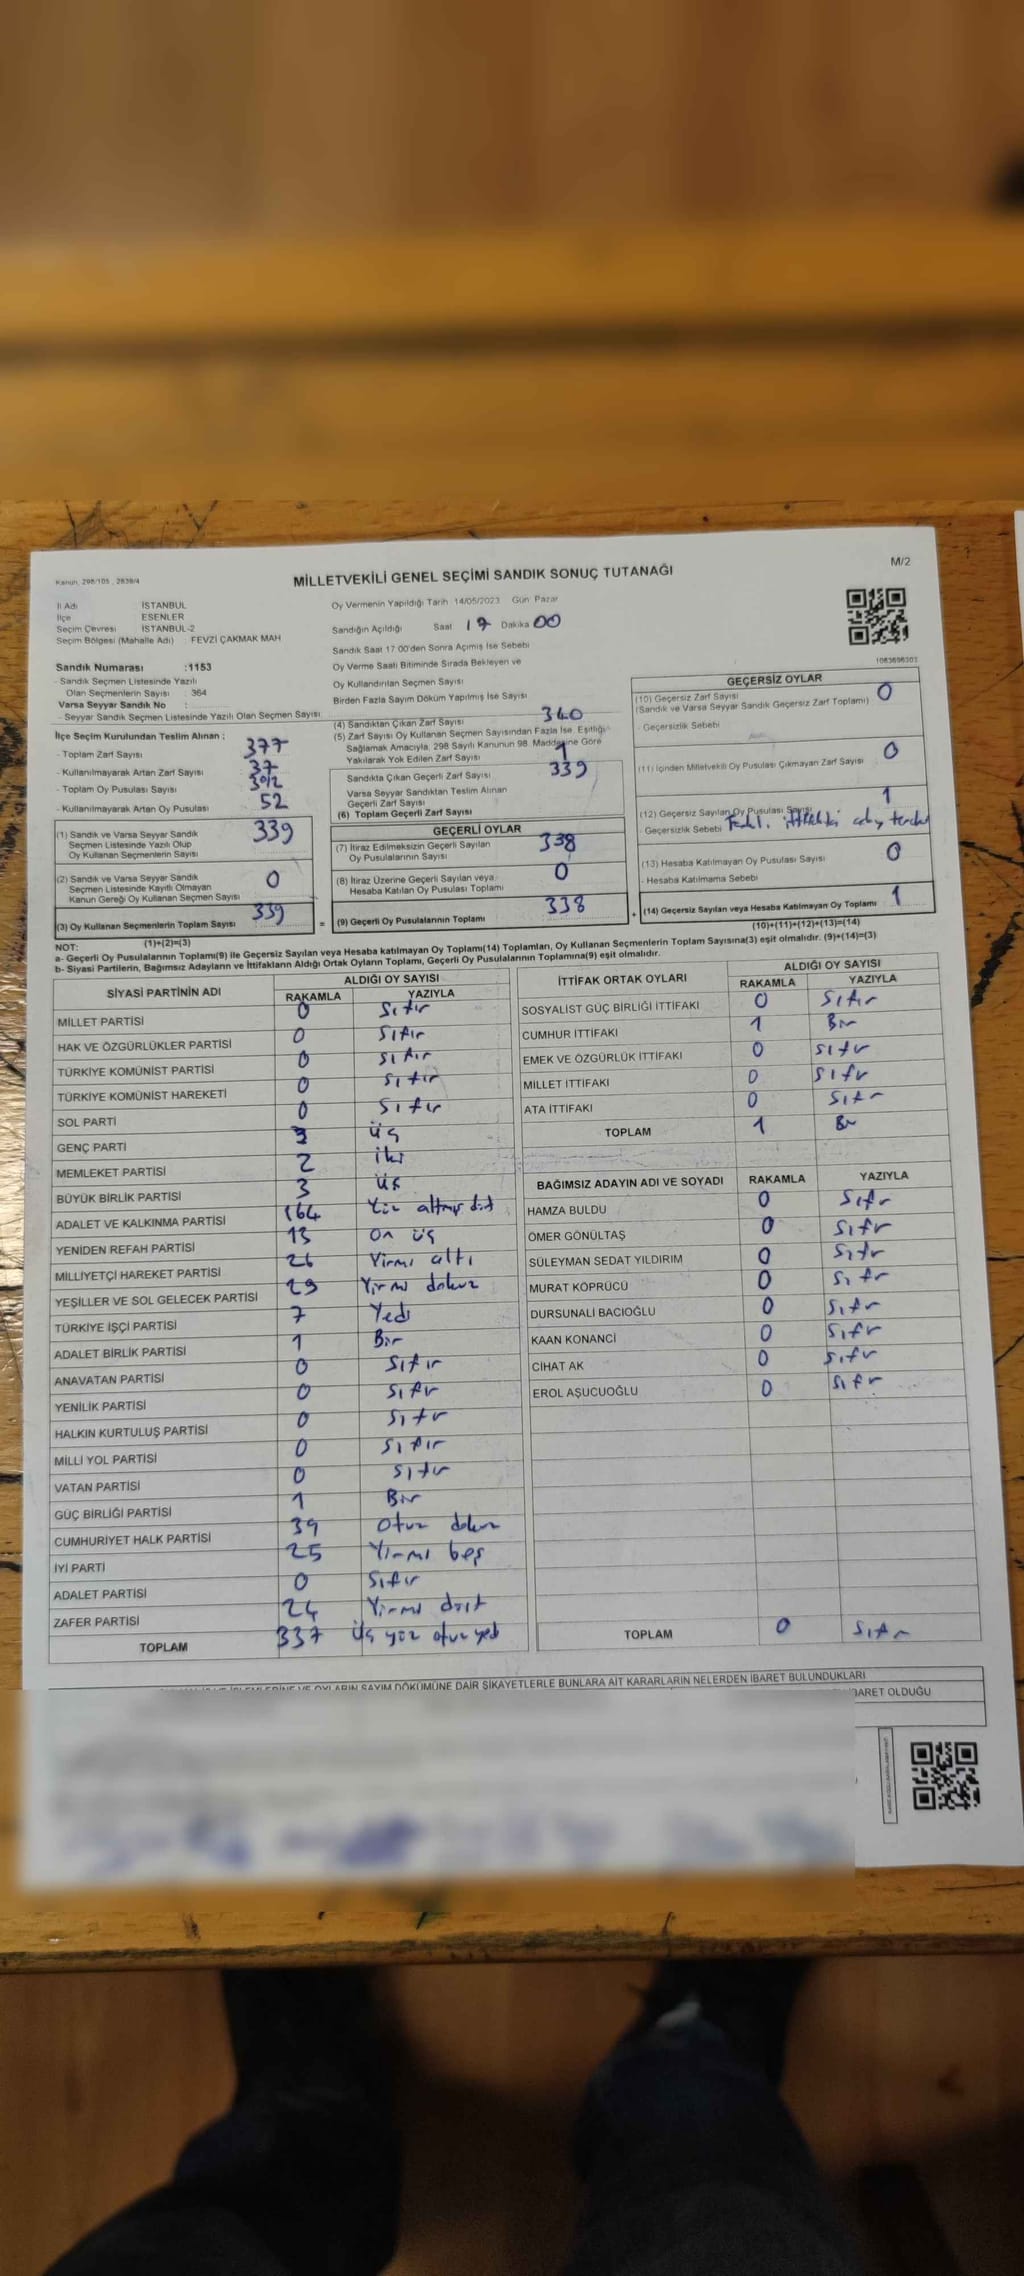 Kanun, 298/105 , 2839/4
M/2
MİLLETVEKİLİ GENEL SEÇİMİ SANDIK SONUÇ TUTANAĞI
İl Adı İSTANBUL
İlçe ESENLER
Seçim Çevresi İSTANBUL-2
Seçim Bölgesi (Mahalle Adı) : FEVZİ ÇAKMAK MAH
Sandık Numarası :1153
- Sandık Seçmen Listesinde Yazılı
Olan Seçmenlerin Sayısı : 364
Varsa Seyyar Sandık No :
- Seyyar Sandık Seçmen Listesinde Yazılı Olan Seçmen Sayısı
Oy Vermenin Yapıldığı Tarih 14/05/2023 Gün Pazar
Sandığın Açıldığı Saat 17 Dakika 00
Sandık Saat 17:00'den Sonra Açımış İse Sebebi
Oy Verme Saati Bitiminde Sırada Bekleyen ve
Oy Kullandırılan Seçmen Sayısı
Birden Fazla Sayım Döküm Yapılmış İse Sayısı
1063696303
İlçe Seçim Kurulundan Teslim Alınan :
- Toplam Zarf Sayısı 377
- Kullanılmayarak Artan Zarf Sayısı 37
- Toplam Oy Pusulası Sayısı
- Kullanılmayarak Artan Oy Pusulası 52
(1) Sandık ve Varsa Seyyar Sandık
Seçmen Listesinde Yazılı Olup
Oy Kullanan Seçmenlerin Sayısı 339
(2) Sandık ve Varsa Seyyar Sandık
Seçmen Listesinde Kayıtlı Olmayan
Kanun Gereği Oy Kullanan Seçmen Sayısı 0
(3) Oy Kullanan Seçmenlerin Toplam Sayısı 339
(1)+(2)=(3)
(4) Sandıktan Çıkan Zarf Sayısı 340
(5) Zarf Sayısı Oy Kullanan Seçmen Sayısından Fazla İse, Eşitliği
Sağlamak Amacıyla, 298 Sayılı Kanunun 98. Maddesine Göre
Yakılarak Yok Edilen Zarf Sayısı 1
Sandıkta Çıkan Geçerli Zarf Sayısı 339
Varsa Seyyar Sandıktan Teslim Alınan
Geçerli Zarf Sayısı
(6) Toplam Geçerli Zarf Sayısı
GEÇERLİ OYLAR
(7) İtiraz Edilmeksizin Geçerli Sayılan
Oy Pusulalarının Sayısı 338
(8) İtiraz Üzerine Geçerli Sayılan veya
Hesaba Katılan Oy Pusulası Toplamı 0
= (9) Geçerli Oy Pusulalarının Toplamı 338 +
GEÇERSİZ OYLAR
(10) Geçersiz Zarf Sayısı 0
(Sandık ve Varsa Seyyar Sandık Geçersiz Zarf Toplamı)
- Geçersizlik Sebebi
(11) İçinden Milletvekili Oy Pusulası Çıkmayan Zarf Sayısı 0
(12) Geçersiz Sayılan Oy Pusulası Sayısı 1
- Geçersizlik Sebebi
(13) Hesaba Katılmayan Oy Pusulası Sayısı 0
- Hesaba Katılmama Sebebi
(14) Geçersiz Sayılan veya Hesaba Katılmayan Oy Toplamı 1
(10)+(11)+(12)+(13)=(14)
NOT:
a- Geçerli Oy Pusulalarının Toplamı(9) ile Geçersiz Sayılan veya Hesaba katılmayan Oy Toplamı(14) Toplamları, Oy Kullanan Seçmenlerin Toplam Sayısına(3) eşit olmalıdır. (9)+(14)=(3)
b- Siyasi Partilerin, Bağımsız Adayların ve İttifakların Aldığı Ortak Oyların Toplamı, Geçerli Oy Pusulalarının Toplamına(9) eşit olmalıdır.
SİYASİ PARTİNİN ADI ALDIĞI OY SAYISI
RAKAMLA YAZIYLA
MİLLET PARTİSİ 0 Sıfır
HAK VE ÖZGÜRLÜKLER PARTİSİ 0 Sıfır
TÜRKİYE KOMÜNİST PARTİSİ 0 Sıfır
TÜRKİYE KOMÜNİST HAREKETİ 0 Sıfır
SOL PARTİ 0 Sıfır
GENÇ PARTİ 3 Üç
MEMLEKET PARTİSİ 2 iki
BÜYÜK BİRLİK PARTİSİ 3 üç
ADALET VE KALKINMA PARTİSİ 164 Yüz altmış dört
YENİDEN REFAH PARTİSİ 13 On üç
MİLLİYETÇİ HAREKET PARTİSİ 26 Yirmi altı
YEŞİLLER VE SOL GELECEK PARTİSİ 29 Yirmi dokuz
TÜRKİYE İŞÇİ PARTİSİ 7 Yedi
ADALET BİRLİK PARTİSİ 1 Bir
ANAVATAN PARTİSİ 0 Sıfır
YENİLİK PARTİSİ 0 Sıfır
HALKIN KURTULUŞ PARTİSİ 0 Sıfır
MİLLİ YOL PARTİSİ 0 Sıfır
VATAN PARTİSİ 0 Sıfır
GÜÇ BİRLİĞİ PARTİSİ 1 Bir
CUMHURİYET HALK PARTİSİ 39 Otuz dokuz
İYİ PARTİ 25 Yirmi beş
ADALET PARTİSİ 0 Sıfır
ZAFER PARTİSİ 24 Yirmi dört
TOPLAM 337 Üç yüz otuz yedi
İTTİFAK ORTAK OYLARI ALDIĞI OY SAYISI
RAKAMLA YAZIYLA
SOSYALİST GÜÇ BİRLİĞİ İTTİFAKI 0 Sıfır
CUMHUR İTTİFAKI 1 Bir
EMEK VE ÖZGÜRLÜK İTTİFAKI 0 Sıfır
MİLLET İTTİFAKI 0 Sıfır
ATA İTTİFAKI 0 Sıfır
TOPLAM 1 Bir
BAĞIMSIZ ADAYIN ADI VE SOYADI RAKAMLA YAZIYLA
HAMZA BULDU 0 Sıfır
ÖMER GÖNÜLTAŞ 0 Sıfır
SÜLEYMAN SEDAT YILDIRIM 0 Sıfır
MURAT KÖPRÜCÜ 0 Sıfır
DURSUNALİ BACIOĞLU 0 Sıfır
KAAN KONANCİ 0 Sıfır
CİHAT AK 0 Sıfır
EROL AŞUCUOĞLU 0 Sıfır
TOPLAM 0 Sıfır
OYLARIN SAYIM DÖKÜMÜNE DAİR ŞİKAYETLERLE BUNLARA AİT KARARLARIN NELERDEN İBARET BULUNDUKLARI
İBARET OLDUĞU